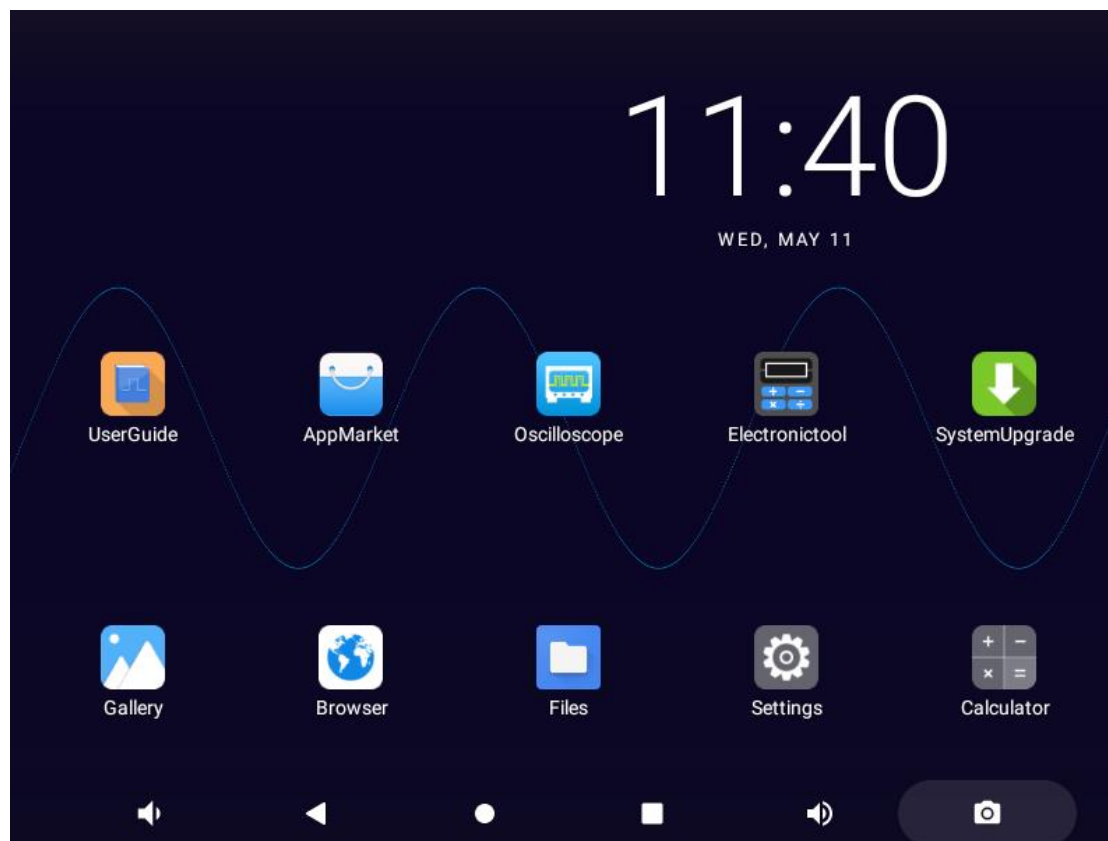 11:40
WED, MAY 11
UserGuide AppMarket Oscilloscope Electronictool SystemUpgrade
Gallery Browser Files Settings Calculator